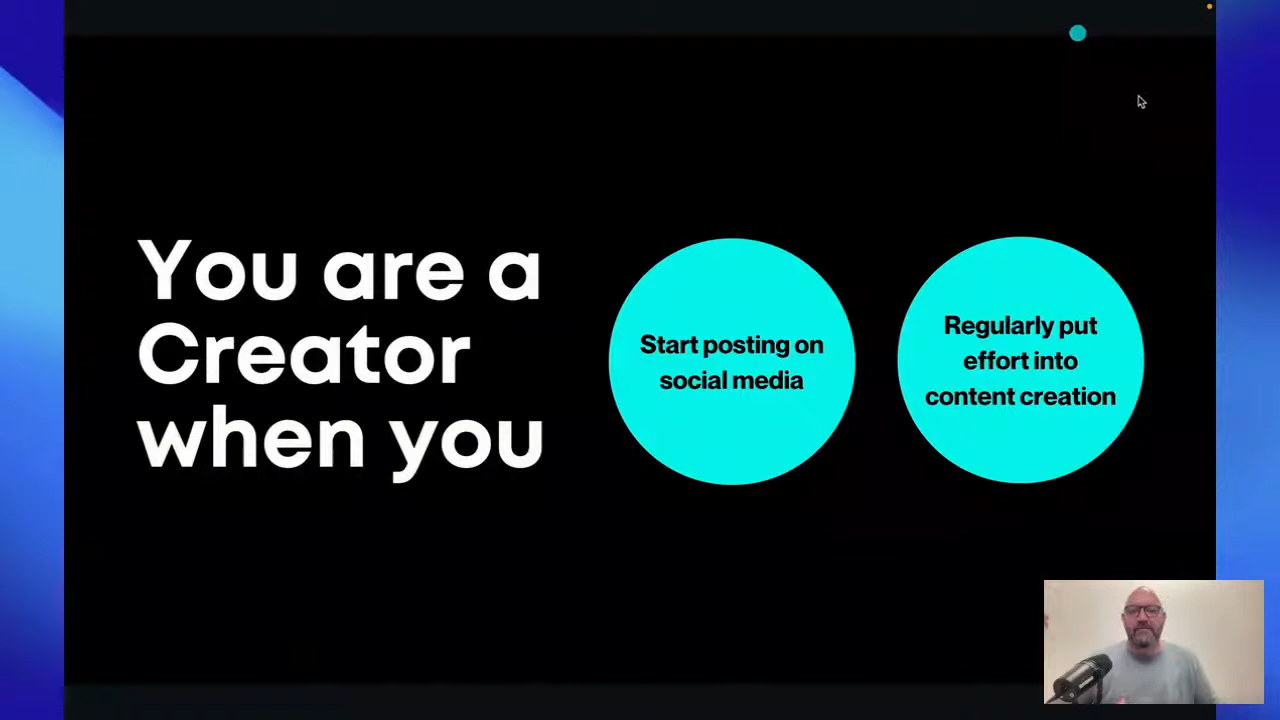 You are a
Creator
when you
Start posting on
social media
Regularly put
effort into
content creation